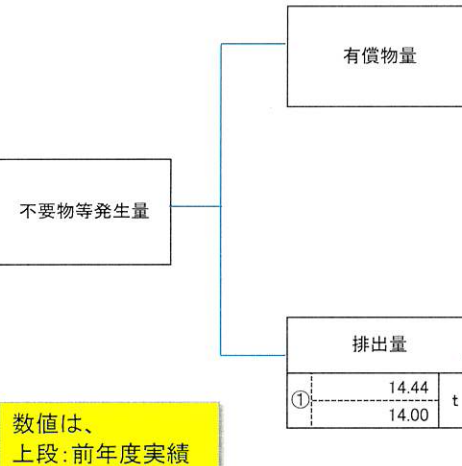 有償物量
不要物等発生量
排出量
① 14.44 t
14.00
数値は、
上段:前年度実績